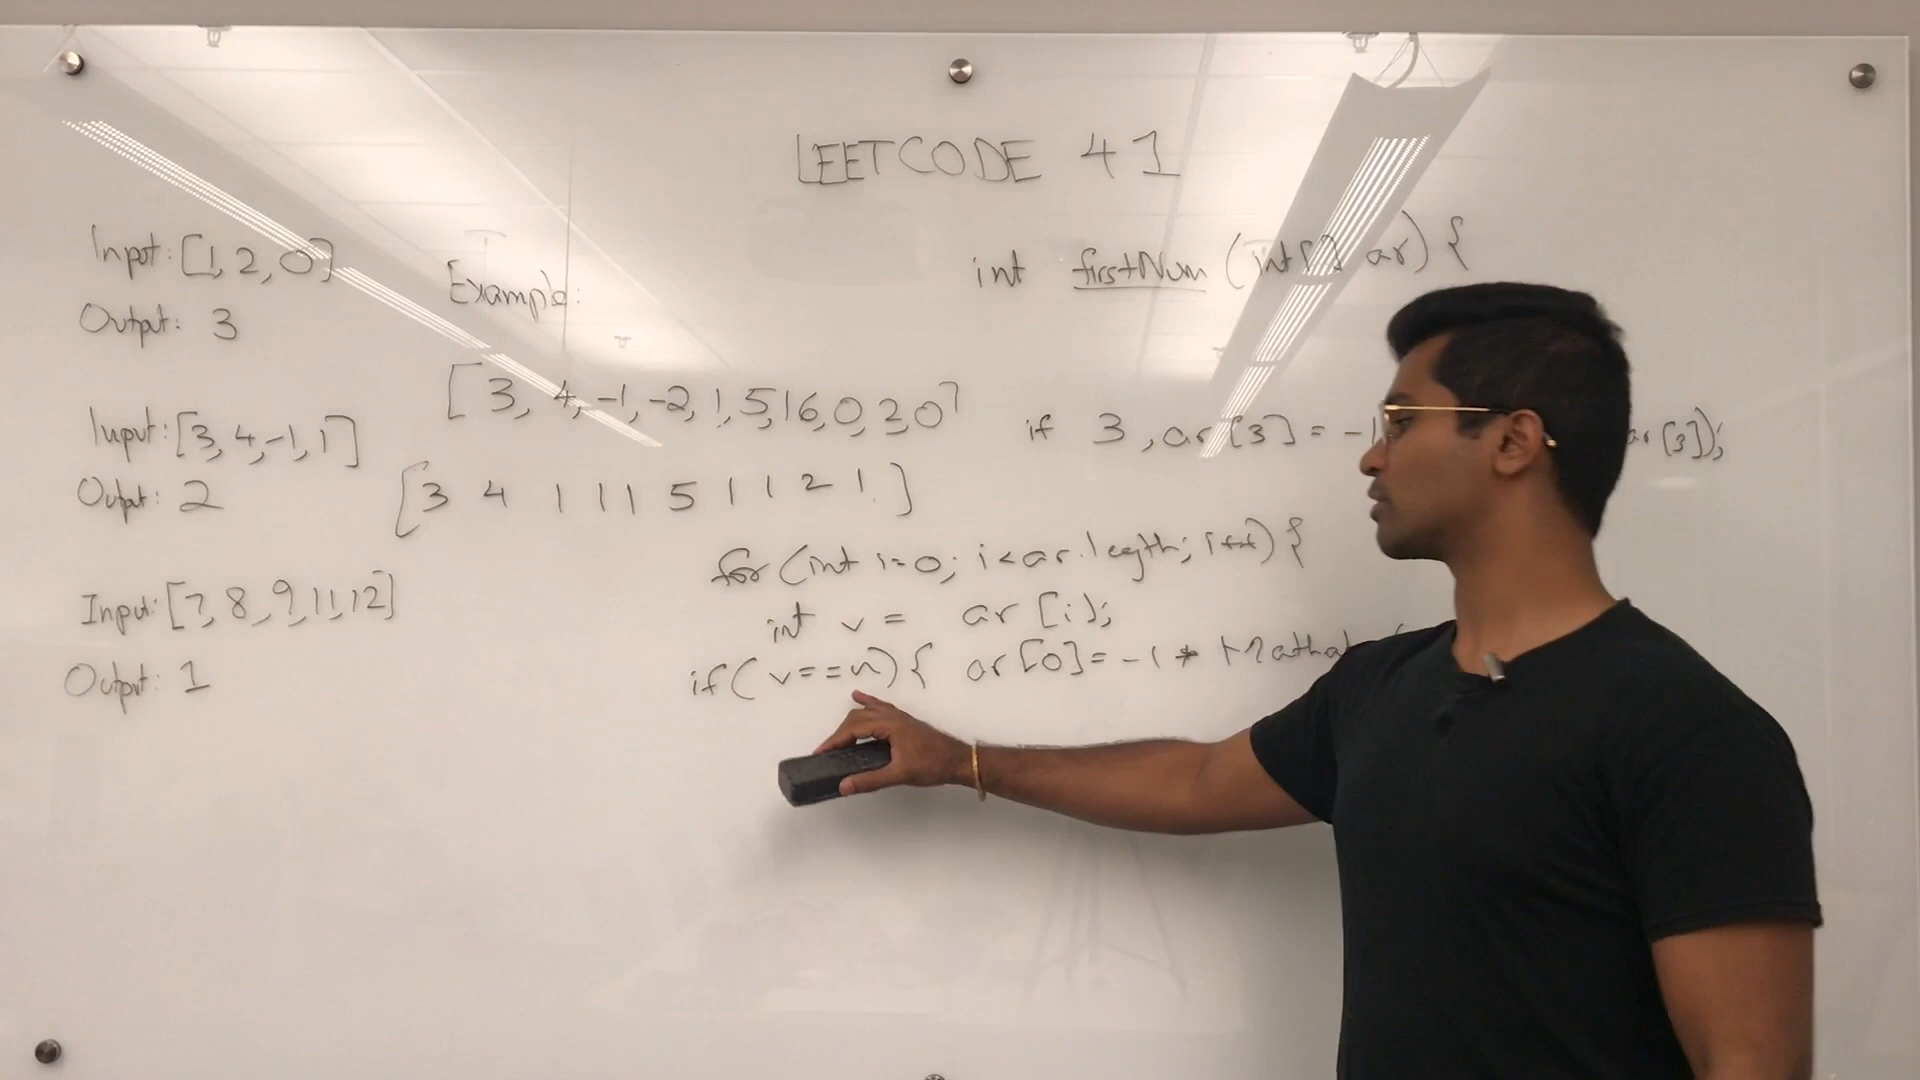 LEETCODE 41
Input: [1, 2, 0]
Output: 3
Input: [3, 4, -1, 1]
Output: 2
Input: [7, 8, 9, 11, 12]
Output: 1
Example:
[3, 4, -1, -2, 1, 5, 16, 0, 2, 0]
[3 4 1 1 1 5 1 1 2 1]
int firstNum (int[] ar) {
if 3, ar[3] = -1 ar[3]);
for (int i=0; i<ar.length; i++) {
int v = ar [i];
if (v==n) { ar[0] = -1 *